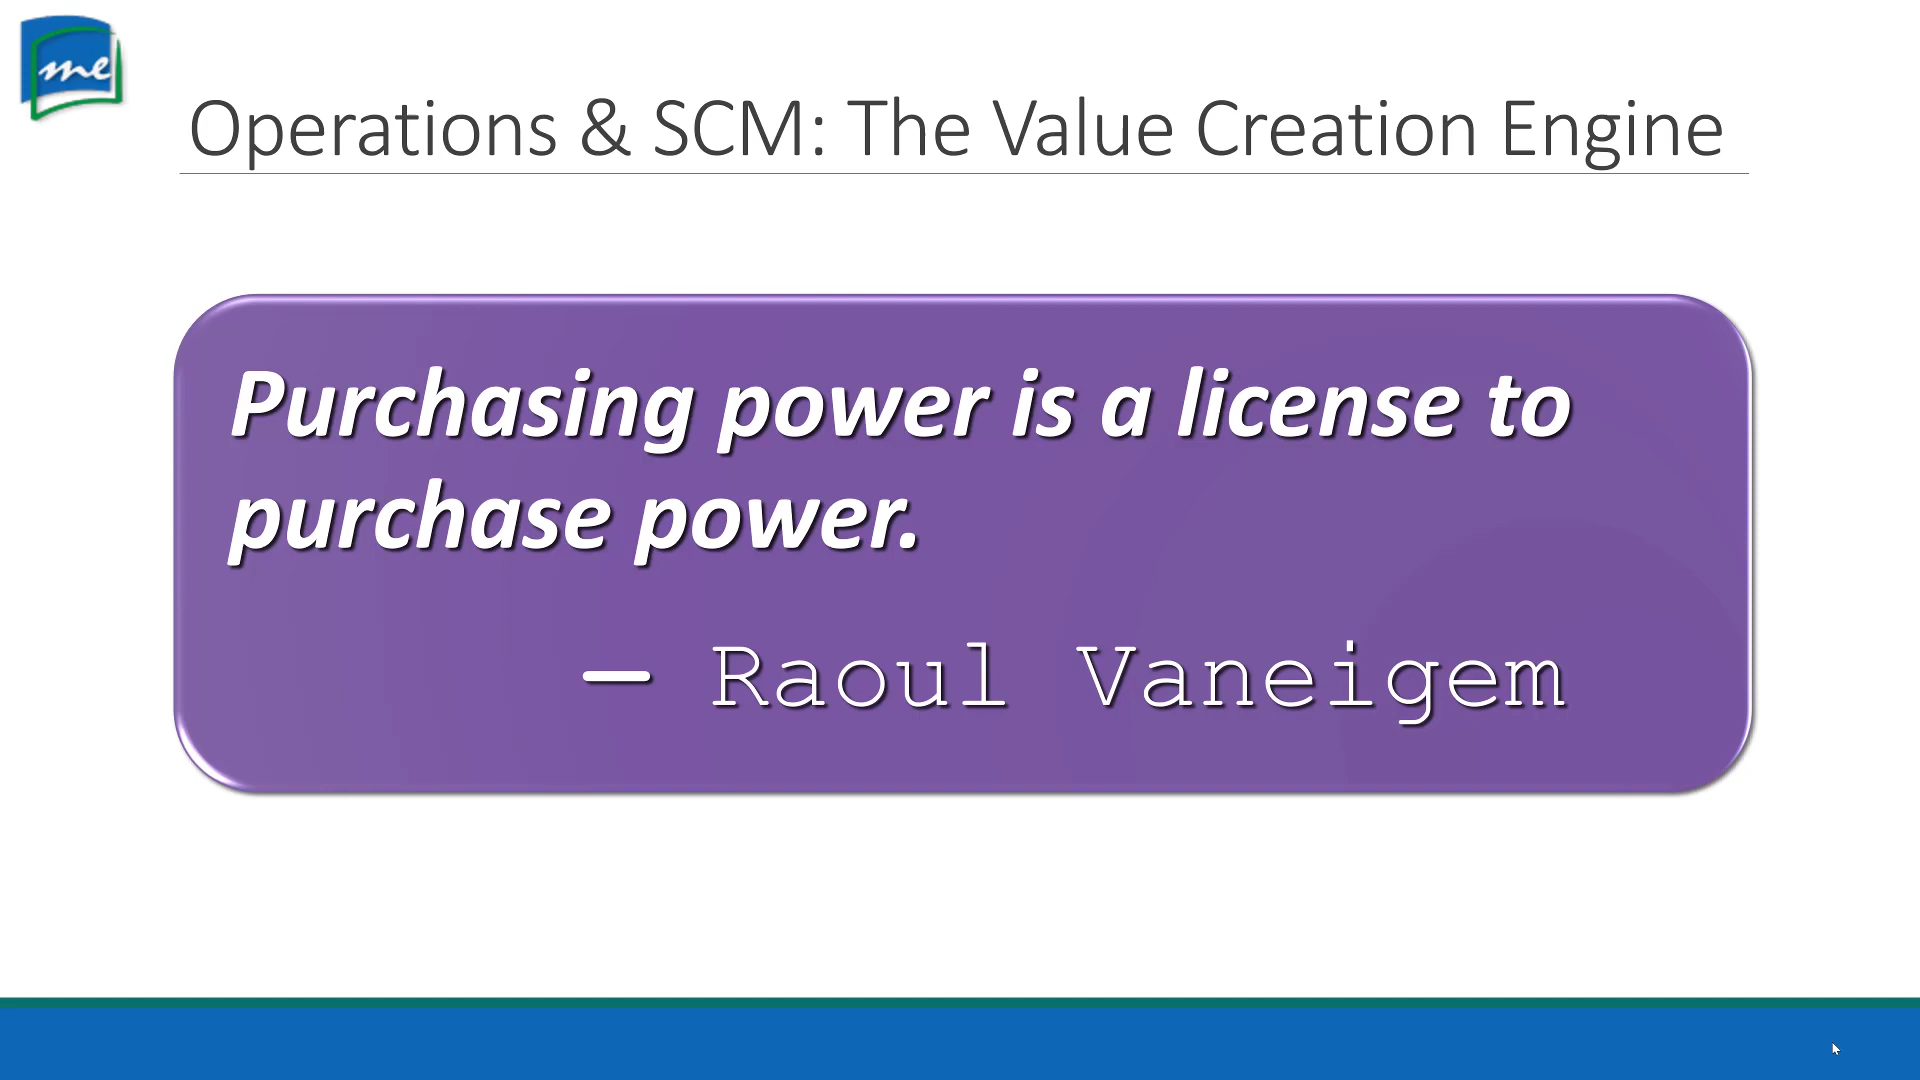 me
Operations & SCM: The Value Creation Engine
Purchasing power is a license to
purchase power.
— Raoul Vaneigem